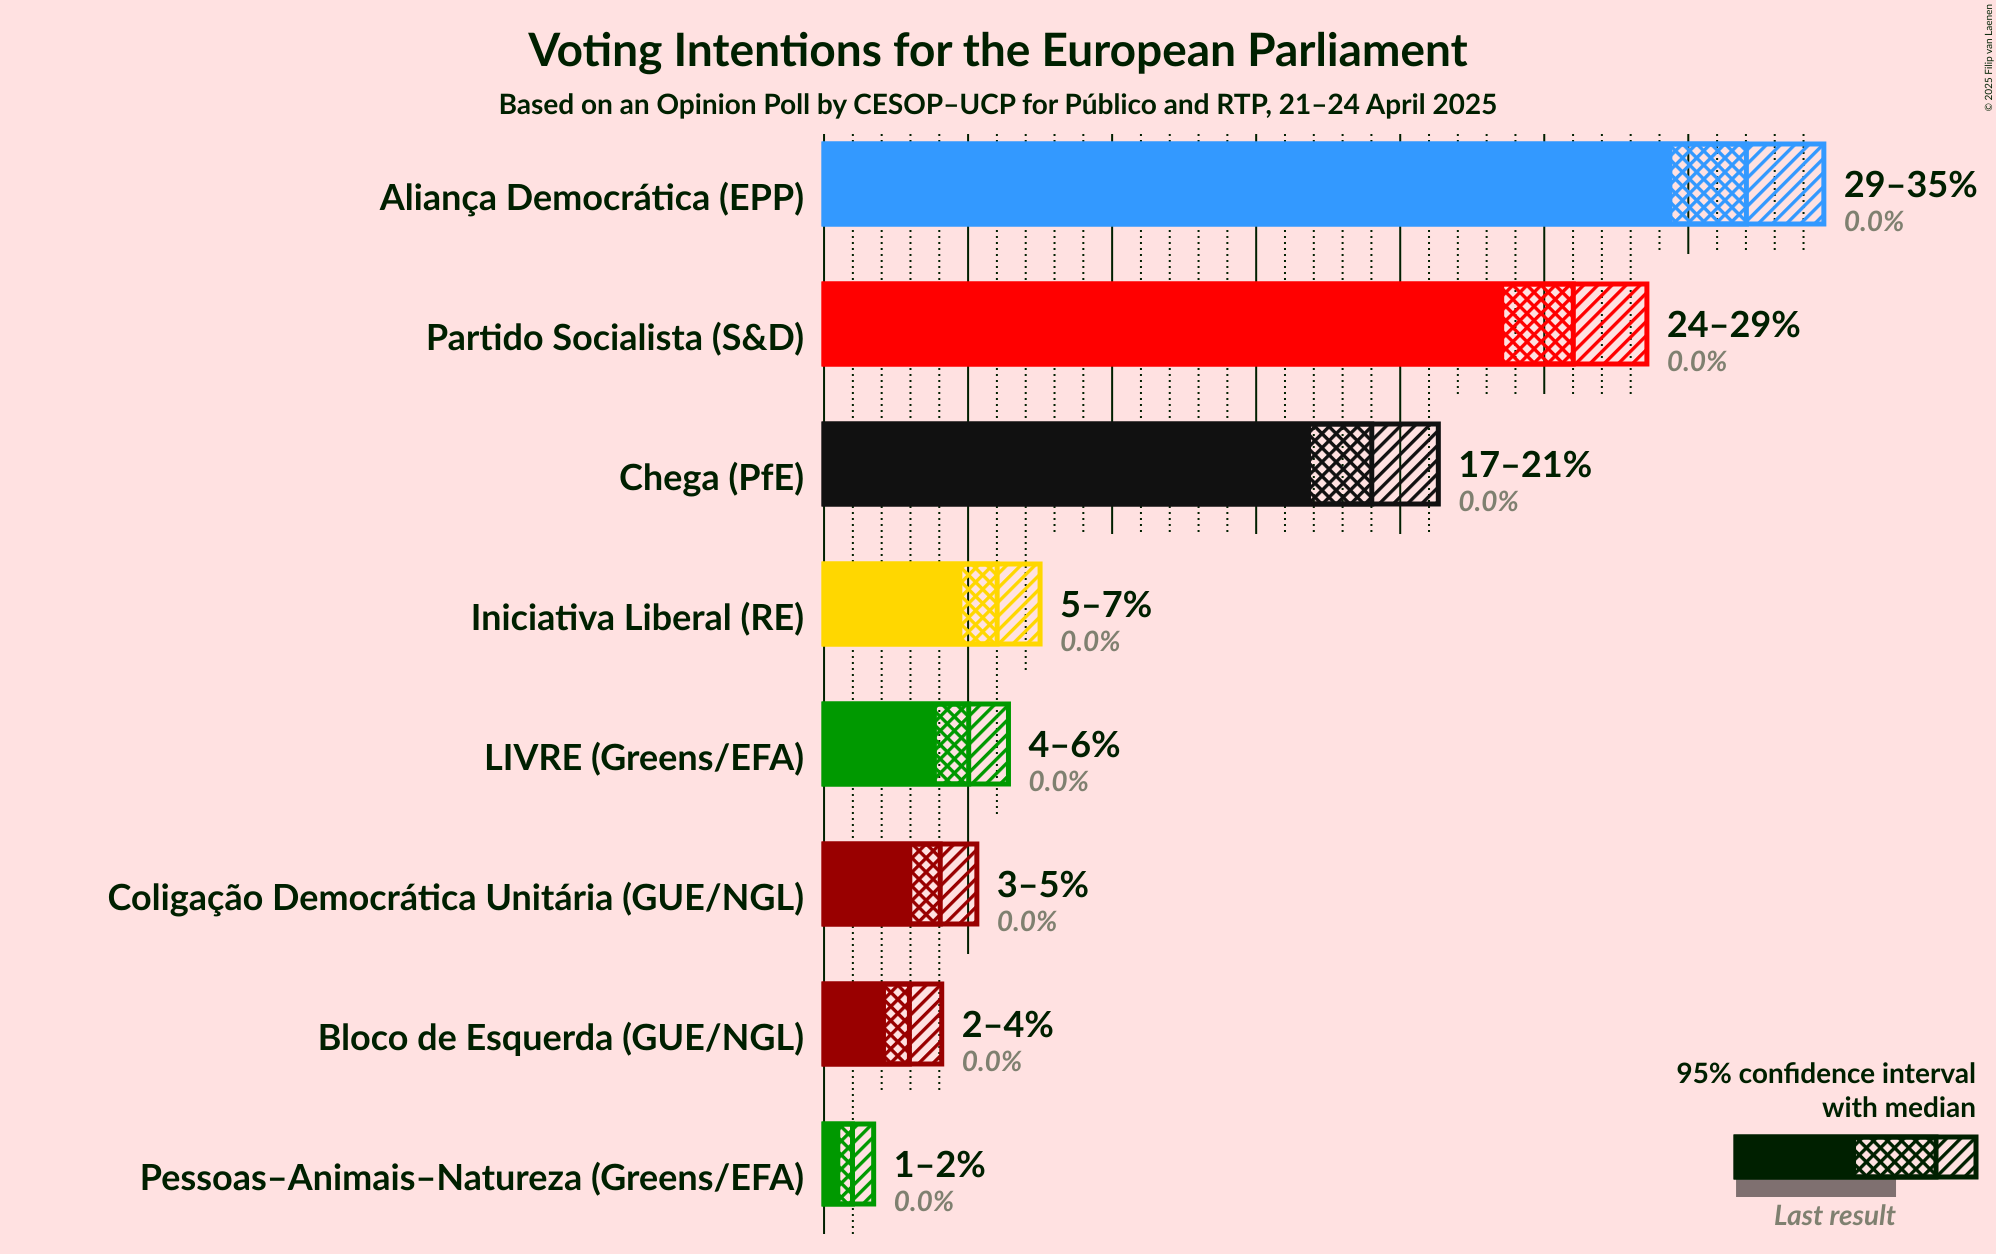 Voting Intentions for the European Parliament
Based on an Opinion Poll by CESOP–UCP for Público and RTP, 21–24 April 2025
© 2025 Filip van Laenen
Aliança Democrática (EPP)
29–35%
0.0%
Partido Socialista (S&D)
24–29%
0.0%
Chega (PfE)
17–21%
0.0%
Iniciativa Liberal (RE)
5–7%
0.0%
LIVRE (Greens/EFA)
4–6%
0.0%
Coligação Democrática Unitária (GUE/NGL)
3–5%
0.0%
Bloco de Esquerda (GUE/NGL)
2–4%
0.0%
Pessoas–Animais–Natureza (Greens/EFA)
1–2%
0.0%
95% confidence interval
with median
Last result